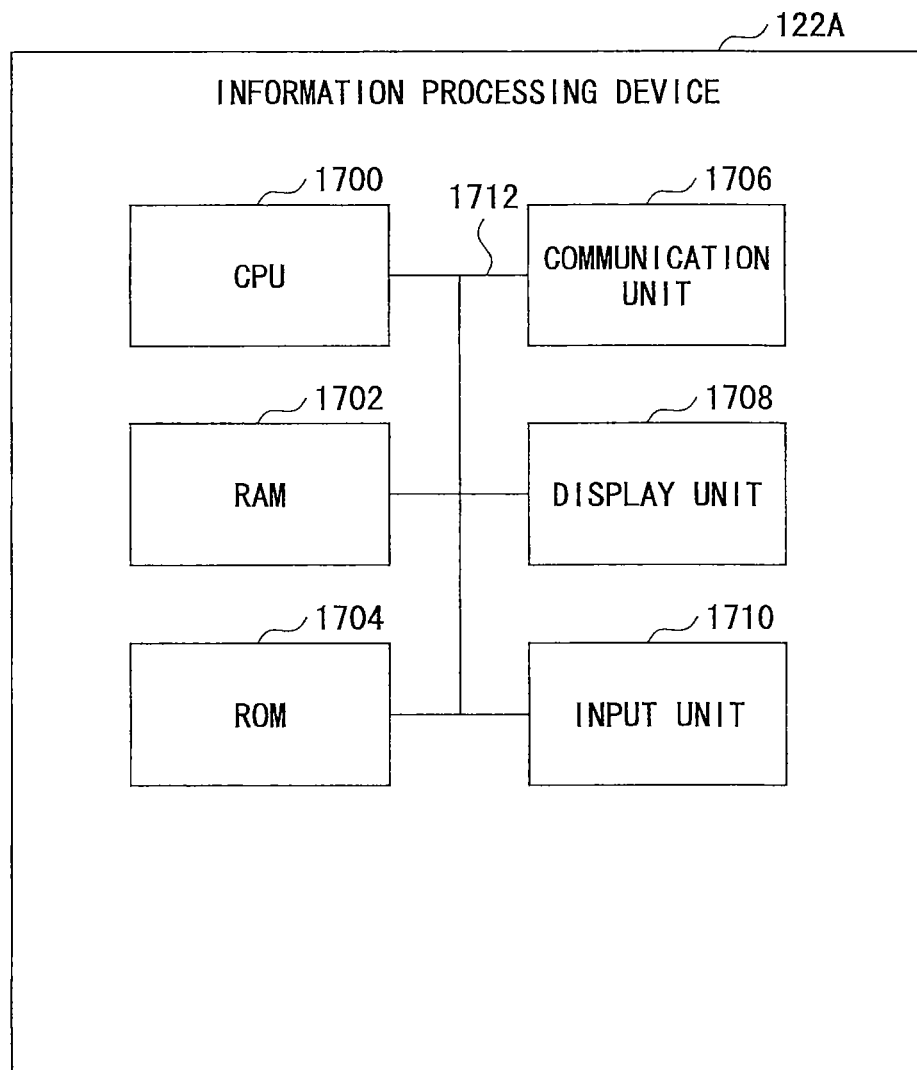 122A
INFORMATION PROCESSING DEVICE
1700
1712
1706
CPU
COMMUNICATION
UNIT
1702
1708
RAM
DISPLAY UNIT
1704
1710
ROM
INPUT UNIT